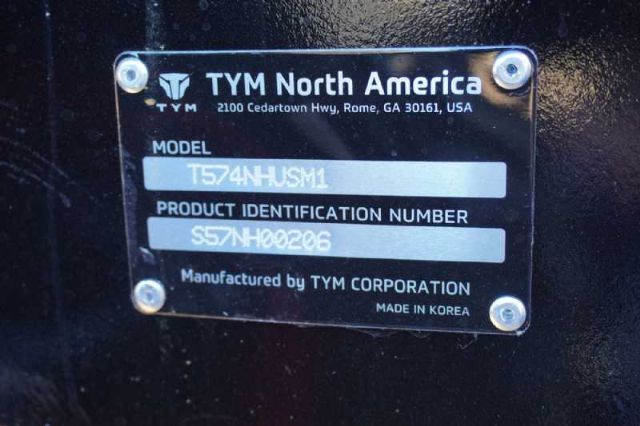 TYM
TYM North America
2100 Cedartown Hwy, Rome, GA 30161, USA
MODEL
T574NHUSM1
PRODUCT IDENTIFICATION NUMBER
S57NH00206
Manufactured by TYM CORPORATION
MADE IN KOREA